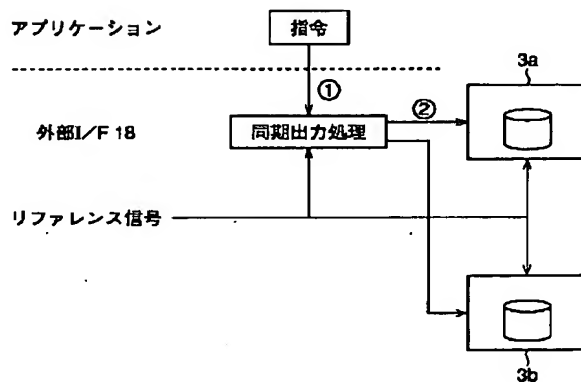 アプリケーション
指令
①
3a
②
外部I/F 18
同期出力処理
リファレンス信号
3b